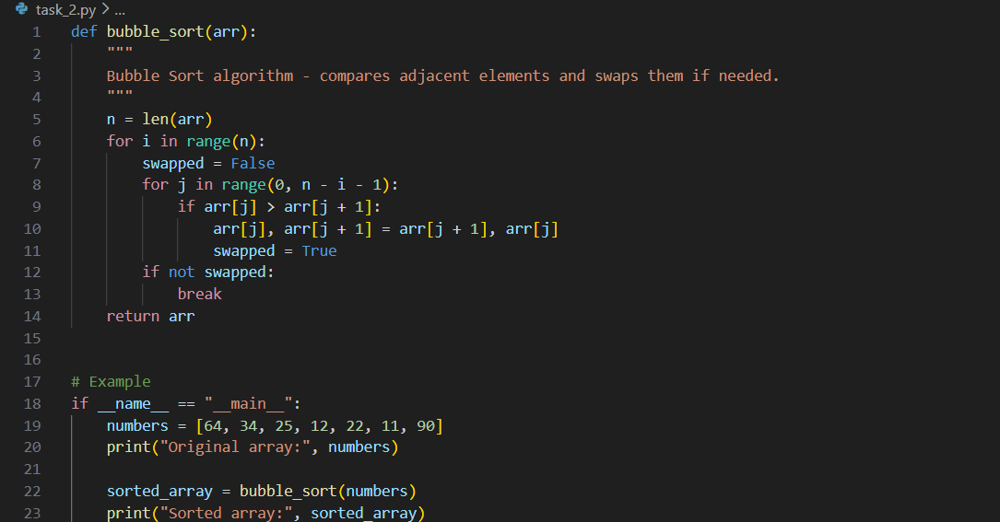 task_2.py > ...
1 def bubble_sort(arr):
2     """
3     Bubble Sort algorithm - compares adjacent elements and swaps them if needed.
4     """
5     n = len(arr)
6     for i in range(n):
7         swapped = False
8         for j in range(0, n - i - 1):
9             if arr[j] > arr[j + 1]:
10                 arr[j], arr[j + 1] = arr[j + 1], arr[j]
11                 swapped = True
12         if not swapped:
13             break
14     return arr
15
16
17 # Example
18 if __name__ == "__main__":
19     numbers = [64, 34, 25, 12, 22, 11, 90]
20     print("Original array:", numbers)
21
22     sorted_array = bubble_sort(numbers)
23     print("Sorted array:", sorted_array)